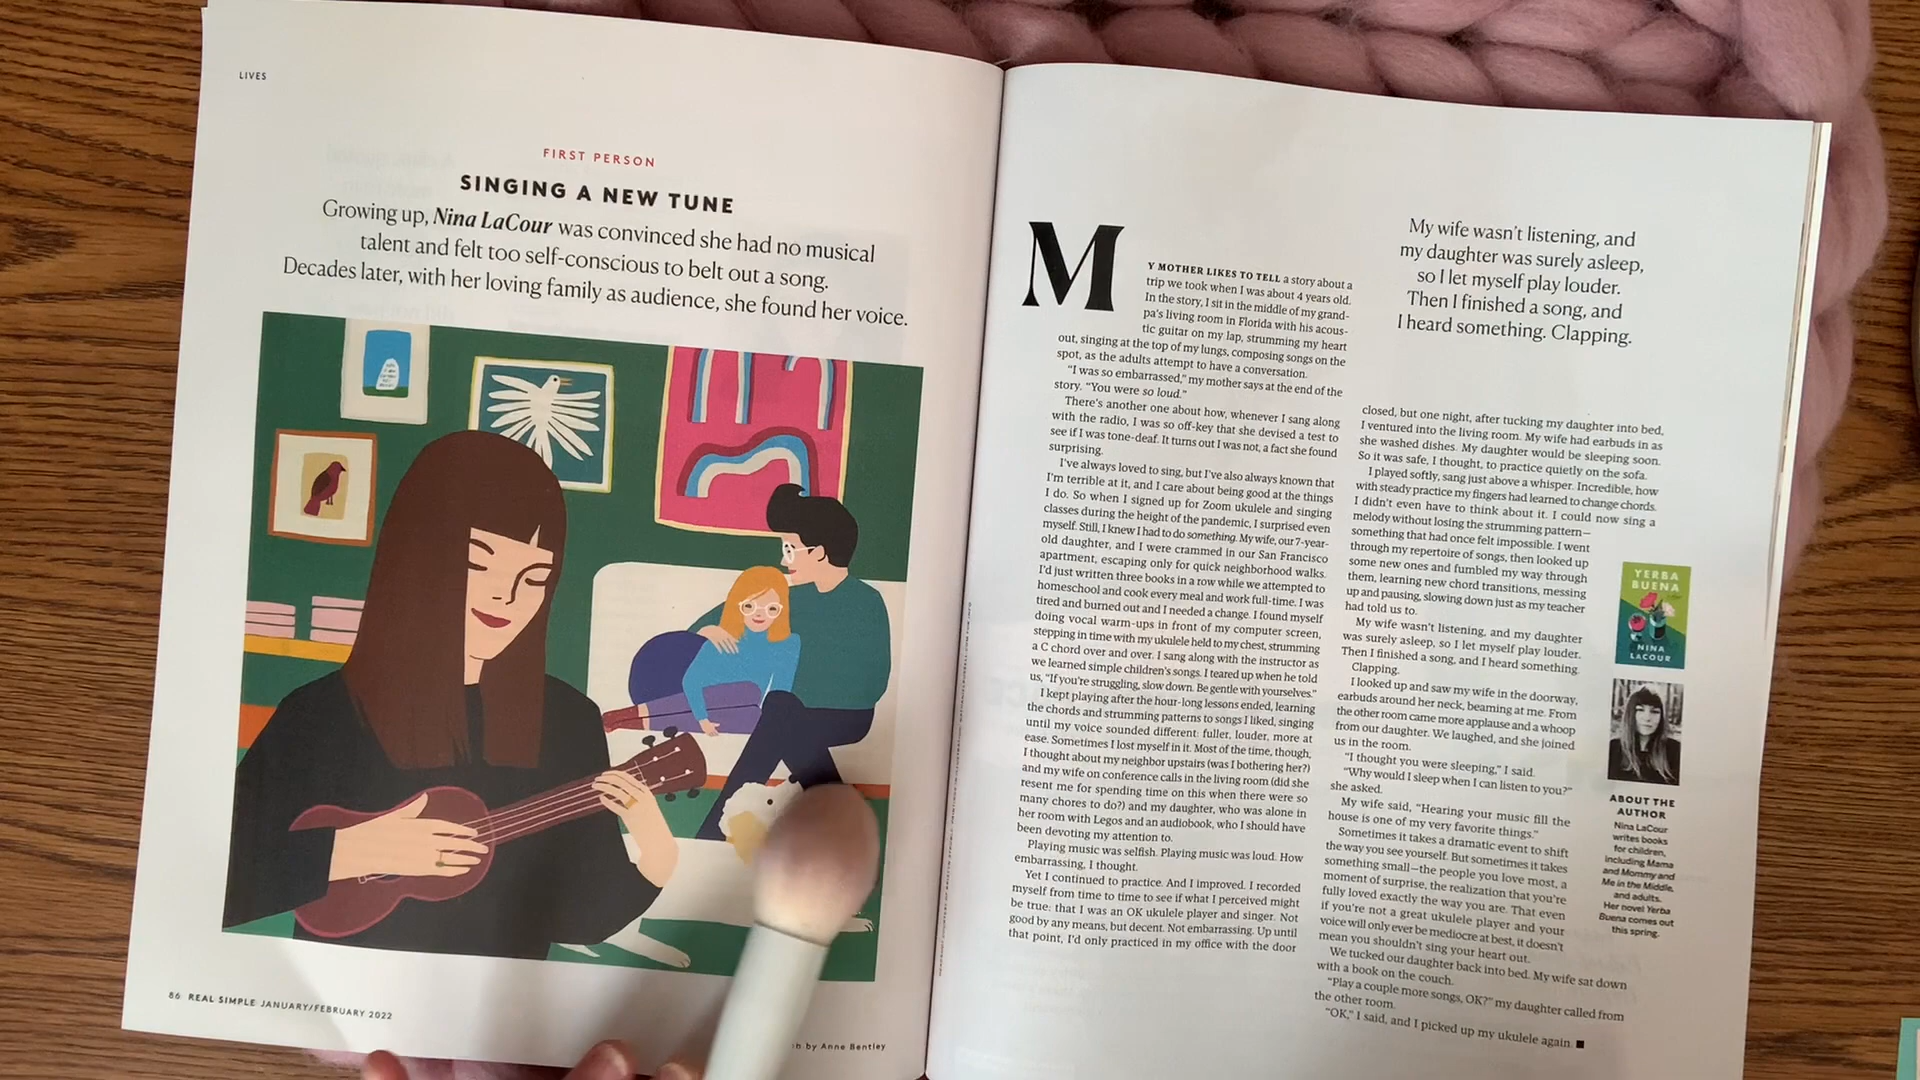 LIVES
FIRST PERSON
SINGING A NEW TUNE
Growing up, Nina LaCour was convinced she had no musical
talent and felt too self-conscious to belt out a song.
Decades later, with her loving family as audience, she found her voice.
86 REAL SIMPLE JANUARY/FEBRUARY 2022
h by Anne Bentley
MY MOTHER LIKES TO TELL a story about a
trip we took when I was about 4 years old.
In the story, I sit in the middle of my grand-
pa's living room in Florida with his acous-
tic guitar on my lap, strumming my heart
out, singing at the top of my lungs, composing songs on the
spot, as the adults attempt to have a conversation.
"I was so embarrassed," my mother says at the end of the
story. "You were so loud."
There's another one about how, whenever I sang along
with the radio, I was so off-key that she devised a test to
see if I was tone-deaf. It turns out I was not, a fact she found
surprising.
I've always loved to sing, but I've also always known that
I'm terrible at it, and I care about being good at the things
I do. So when I signed up for Zoom ukulele and singing
classes during the height of the pandemic, I surprised even
myself. Still, I knew I had to do something. My wife, our 7-year-
old daughter, and I were crammed in our San Francisco
apartment, escaping only for quick neighborhood walks.
I'd just written three books in a row while we attempted to
homeschool and cook every meal and work full-time. I was
tired and burned out and I needed a change. I found myself
doing vocal warm-ups in front of my computer screen,
stepping in time with my ukulele held to my chest, strumming
a C chord over and over. I sang along with the instructor as
we learned simple children's songs. I teared up when he told
us, "If you're struggling, slow down. Be gentle with yourselves."
I kept playing after the hour-long lessons ended, learning
the chords and strumming patterns to songs I liked, singing
until my voice sounded different: fuller, louder, more at
ease. Sometimes I lost myself in it. Most of the time, though,
I thought about my neighbor upstairs (was I bothering her?)
and my wife on conference calls in the living room (did she
resent me for spending time on this when there were so
many chores to do?) and my daughter, who was alone in
her room with Legos and an audiobook, who I should have
been devoting my attention to.
Playing music was selfish. Playing music was loud. How
embarrassing, I thought.
Yet I continued to practice. And I improved. I recorded
myself from time to time to see if what I perceived might
be true: that I was an OK ukulele player and singer. Not
good by any means, but decent. Not embarrassing. Up until
that point, I'd only practiced in my office with the door
My wife wasn't listening, and
my daughter was surely asleep,
so I let myself play louder.
Then I finished a song, and
I heard something. Clapping.
closed, but one night, after tucking my daughter into bed,
I ventured into the living room. My wife had earbuds in as
she washed dishes. My daughter would be sleeping soon.
So it was safe, I thought, to practice quietly on the sofa.
I played softly, sang just above a whisper. Incredible, how
with steady practice my fingers had learned to change chords.
I didn't even have to think about it. I could now sing a
melody without losing the strumming pattern—
something that had once felt impossible. I went
through my repertoire of songs, then looked up
some new ones and fumbled my way through
them, learning new chord transitions, messing
up and pausing, slowing down just as my teacher
had told us to.
My wife wasn't listening, and my daughter
was surely asleep, so I let myself play louder.
Then I finished a song, and I heard something.
Clapping.
I looked up and saw my wife in the doorway,
earbuds around her neck, beaming at me. From
the other room came more applause and a whoop
from our daughter. We laughed, and she joined
us in the room.
"I thought you were sleeping," I said.
"Why would I sleep when I can listen to you?"
she asked.
My wife said, "Hearing your music fill the
house is one of my very favorite things."
Sometimes it takes a dramatic event to shift
the way you see yourself. But sometimes it takes
something small—the people you love most, a
moment of surprise, the realization that you're
fully loved exactly the way you are. That even
if you're not a great ukulele player and your
voice will only ever be mediocre at best, it doesn't
mean you shouldn't sing your heart out.
We tucked our daughter back into bed. My wife sat down
with a book on the couch.
"Play a couple more songs, OK?" my daughter called from
the other room.
"OK," I said, and I picked up my ukulele again. ■
YERBA
BUENA
NINA
LACOUR
ABOUT THE
AUTHOR
Nina LaCour
writes books
for children,
including Mama
and Mommy and
Me in the Middle,
and adults.
Her novel Yerba
Buena comes out
this spring.